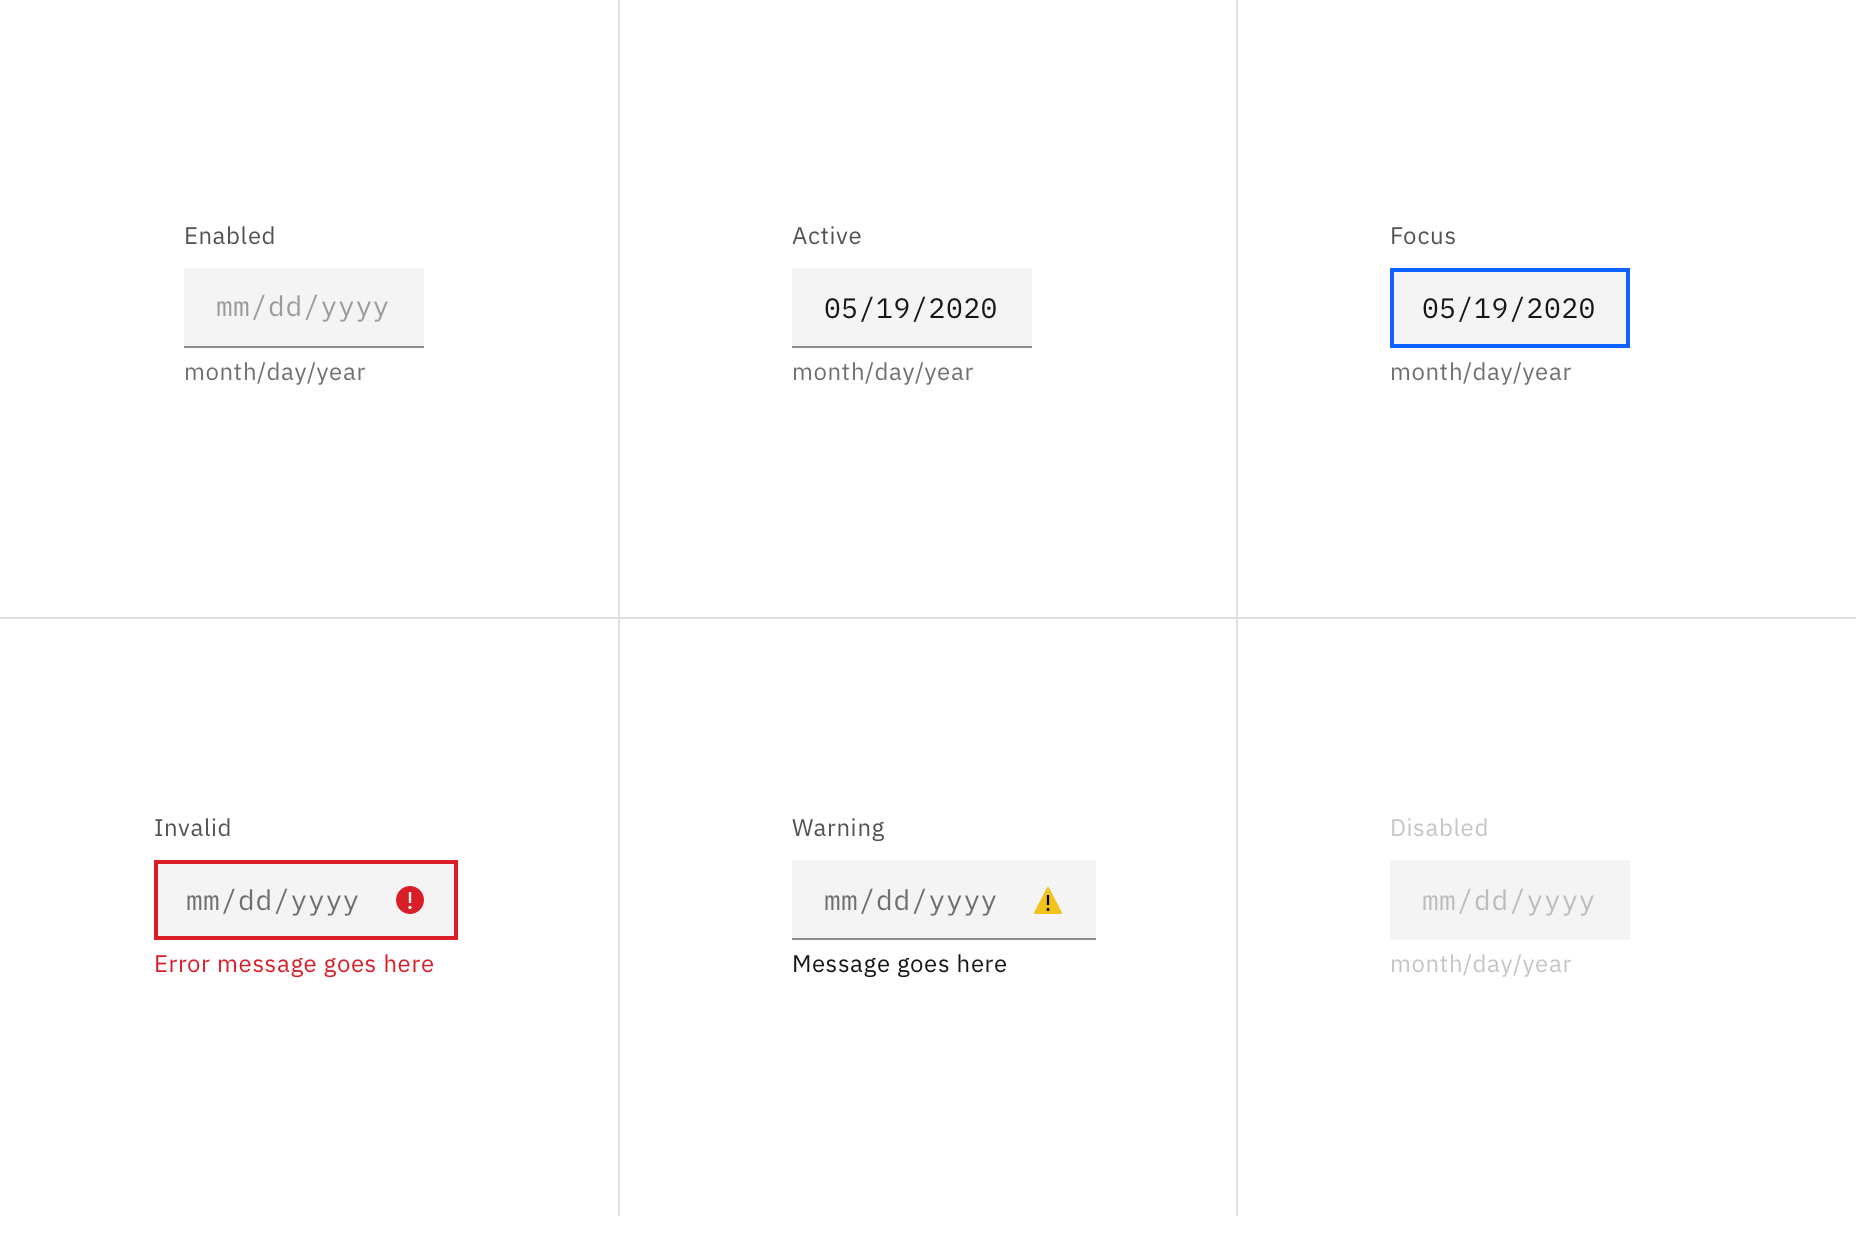 Enabled
mm/dd/yyyy
month/day/year
Active
05/19/2020
month/day/year
Focus
05/19/2020
month/day/year
Invalid
mm/dd/yyyy
Error message goes here
Warning
mm/dd/yyyy
Message goes here
Disabled
mm/dd/yyyy
month/day/year